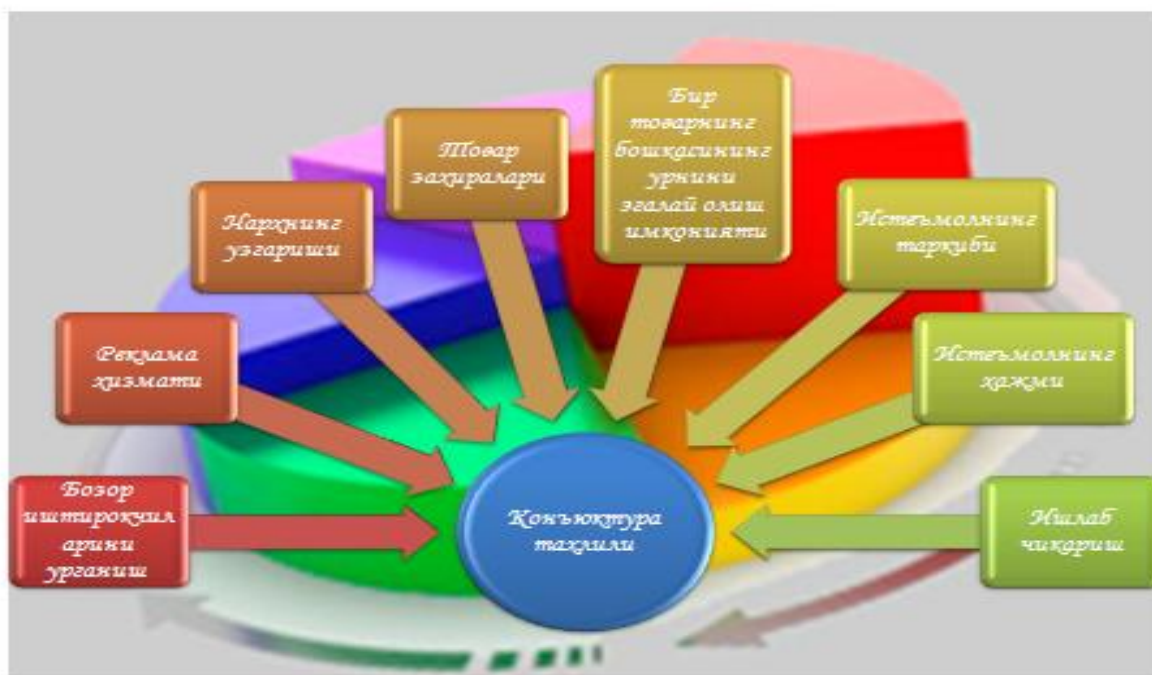 Бир
товарнинг
бошкасининг
урнини
эгалай олиш
имконияти
Товар
захиралари
Нархнинг
узгариши
Истеъмолнинг
таркиби
Реклама
хизмати
Истеъмолнинг
хажми
Бозор
иштирокчил
арини
урганиш
Конъюктура
тахлили
Ишлаб
чикариш